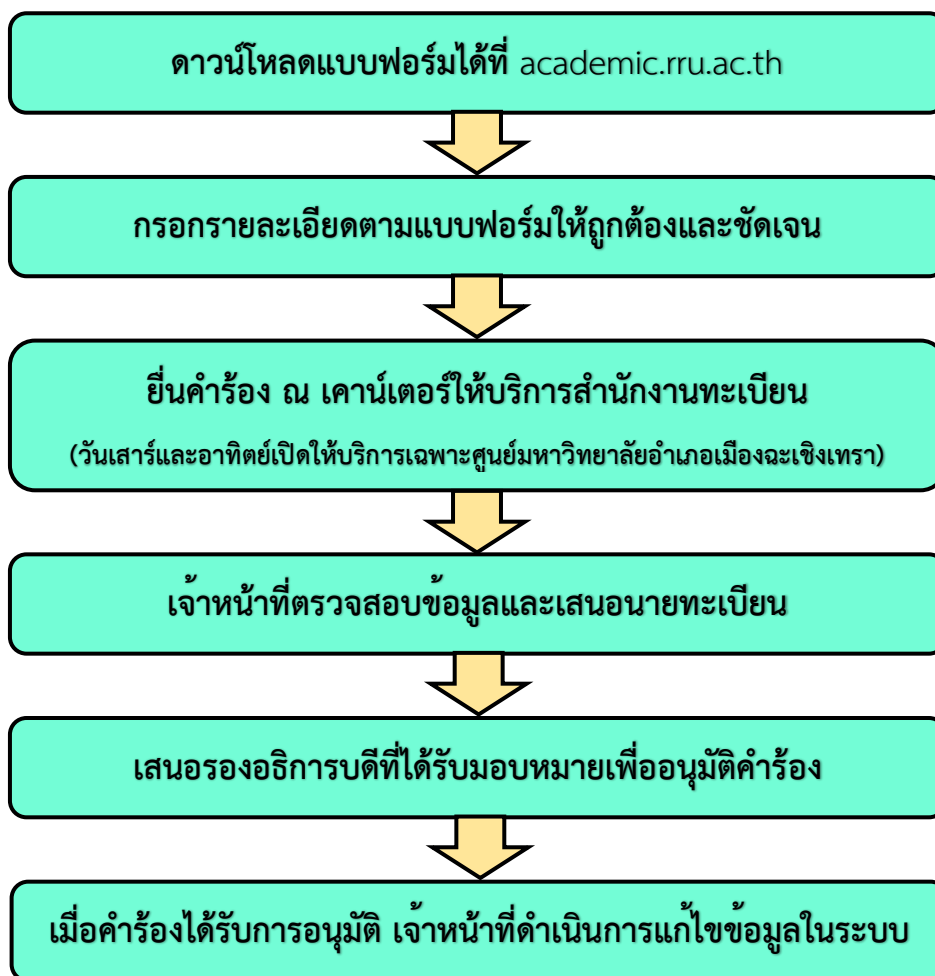 ดาวน์โหลดแบบฟอร์มได้ที่ academic.rru.ac.th
กรอกรายละเอียดตามแบบฟอร์มให้ถูกต้องและชัดเจน
ยื่นคำร้อง ณ เคาน์เตอร์ให้บริการสำนักงานทะเบียน
(วันเสาร์และอาทิตย์เปิดให้บริการเฉพาะศูนย์มหาวิทยาลัยอำเภอเมืองฉะเชิงเทรา)
เจ้าหน้าที่ตรวจสอบข้อมูลและเสนอนายทะเบียน
เสนอรองอธิการบดีที่ได้รับมอบหมายเพื่ออนุมัติคำร้อง
เมื่อคำร้องได้รับการอนุมัติ เจ้าหน้าที่ดำเนินการแก้ไขข้อมูลในระบบ